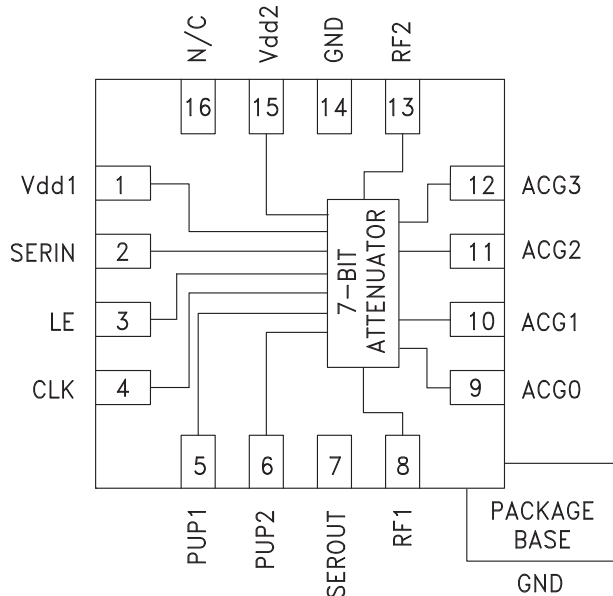 N/C
Vdd2
GND
RF2
16
15
14
13
Vdd1
1
12
ACG3
SERIN
2
11
ACG2
LE
3
10
ACG1
CLK
4
9
ACG0
7-BIT
ATTENUATOR
5
6
7
8
PUP1
PUP2
SEROUT
RF1
PACKAGE
BASE
GND